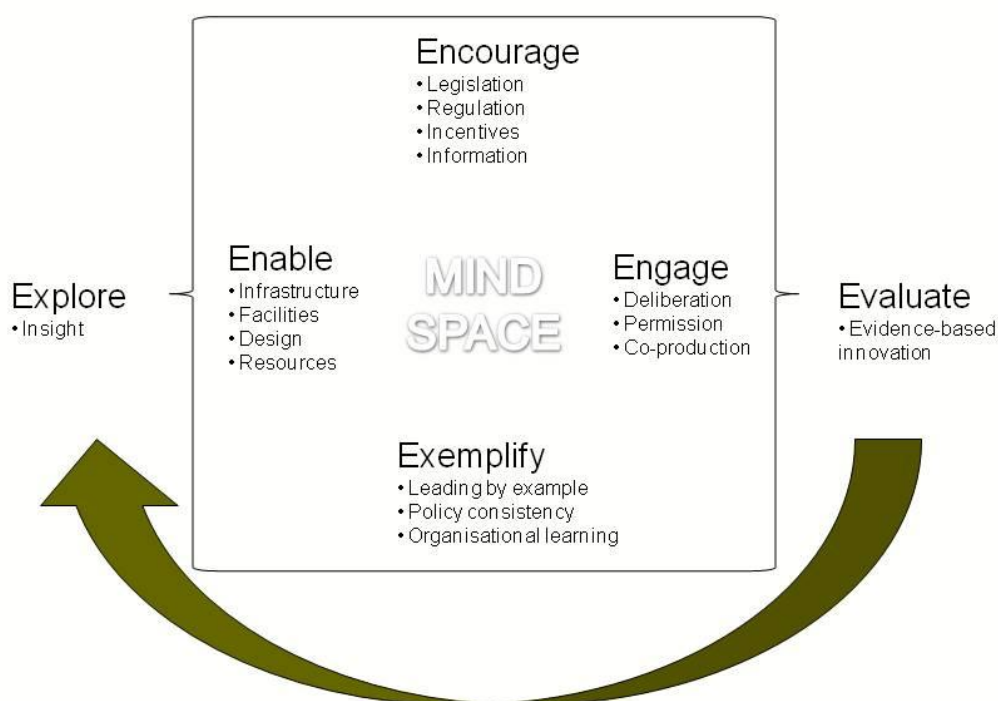 Encourage
• Legislation
• Regulation
• Incentives
• Information
Explore
• Insight
Enable
• Infrastructure
• Facilities
• Design
• Resources
MIND
SPACE
Engage
• Deliberation
• Permission
• Co-production
Evaluate
• Evidence-based
innovation
Exemplify
• Leading by example
• Policy consistency
• Organisational learning